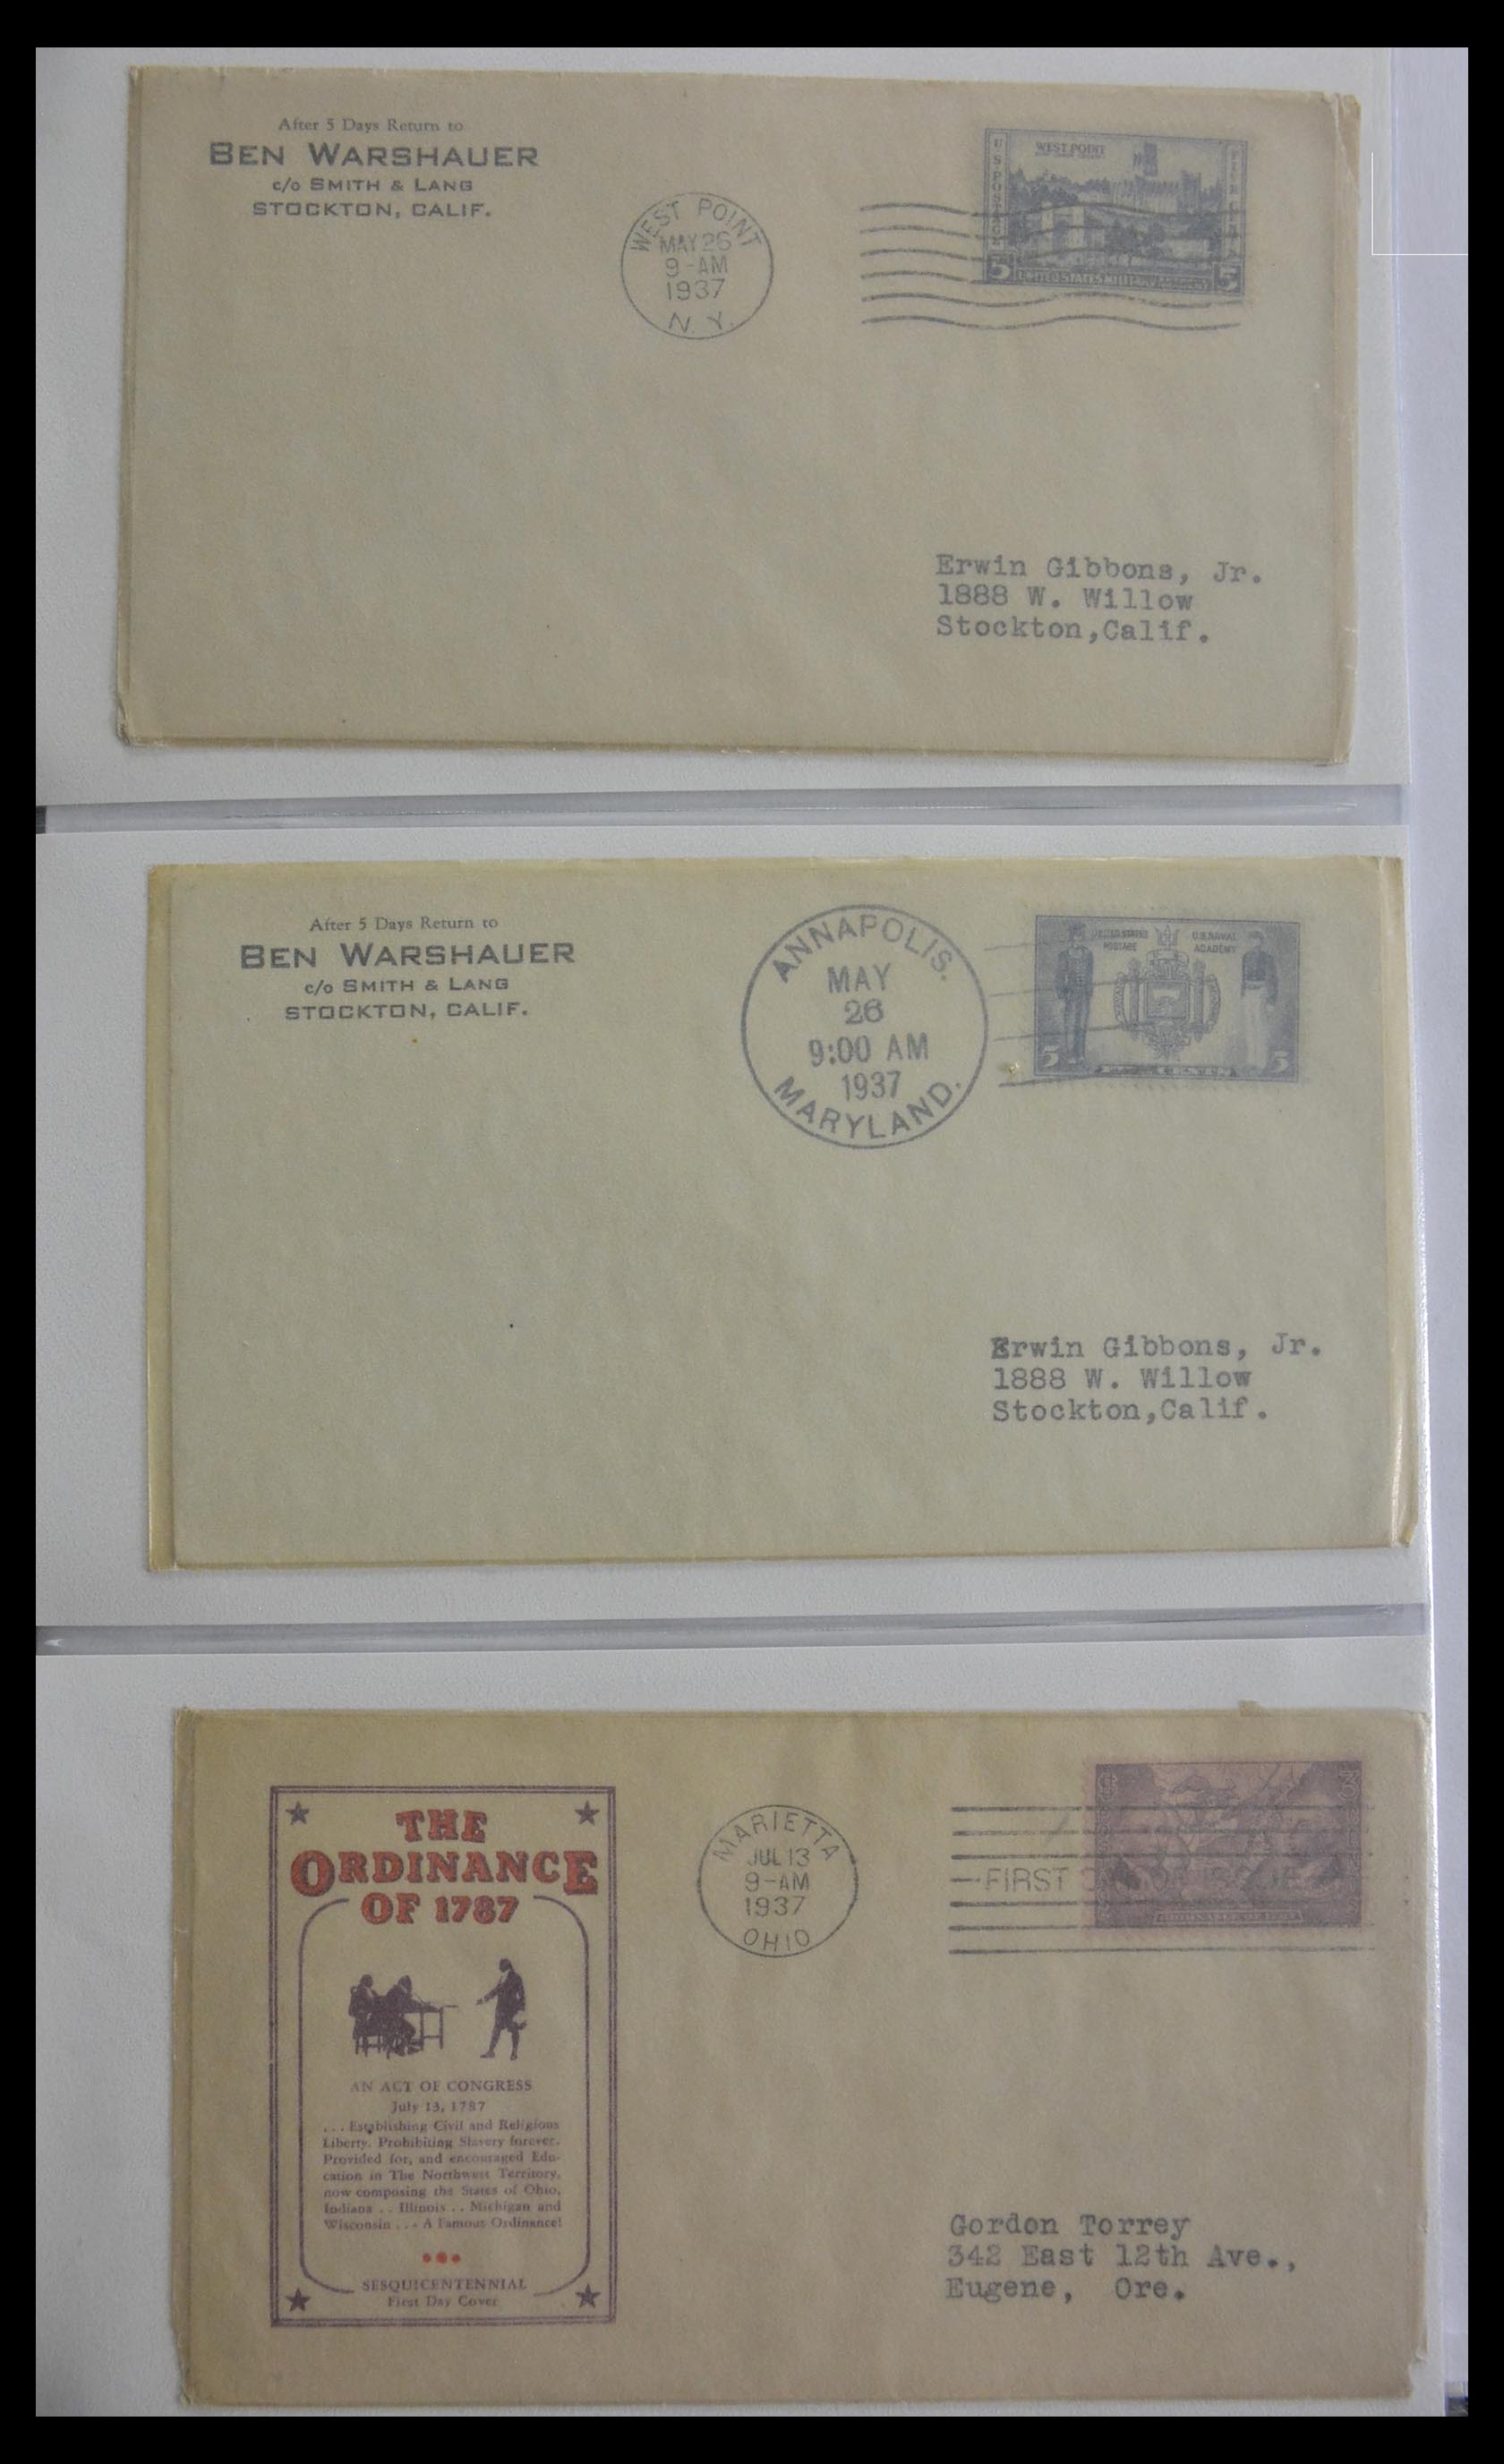 After 5 Days Return to
BEN WARSHAUER
c/o SMITH & LANG
STOCKTON, CALIF.
WEST POINT
MAY 26
9-AM
1937
N. Y.
U.S. POSTAGE
WEST POINT
5
UNITED STATES MILITARY
5
Erwin Gibbons, Jr.
1888 W. Willow
Stockton,Calif.
After 5 Days Return to
BEN WARSHAUER
c/o SMITH & LANG
STOCKTON, CALIF.
ANNAPOLIS.
MAY
26
9:00 AM
1937
MARYLAND.
UNITED STATES
POSTAGE
U.S.NAVAL
ACADEMY
5
CENTS
5
Erwin Gibbons, Jr.
1888 W. Willow
Stockton,Calif.
THE
ORDINANCE
OF 1787
AN ACT OF CONGRESS
July 13, 1787
... Establishing Civil and Religious
Liberty. Prohibiting Slavery forever.
Provided for, and encouraged Edu-
cation in The Northwest Territory,
now composing the States of Ohio,
Indiana .. Illinois .. Michigan and
Wisconsin ... A Famous Ordinance!
SESQUICENTENNIAL
First Day Cover
MARIETTA
JUL 13
9-AM
1937
OHIO
FIRST
Gordon Torrey
342 East 12th Ave.,
Eugene, Ore.